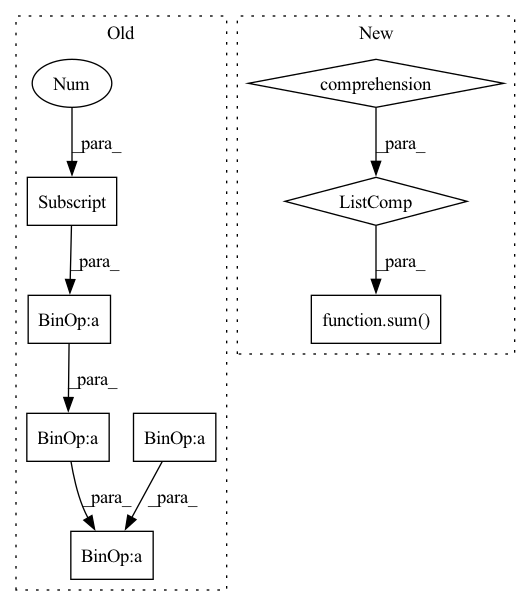 Old
Num
_para_
Subscript
_para_
BinOp:a
_para_
BinOp:a
BinOp:a
_para_
_para_
BinOp:a
New
comprehension
_para_
ListComp
_para_
function.sum()